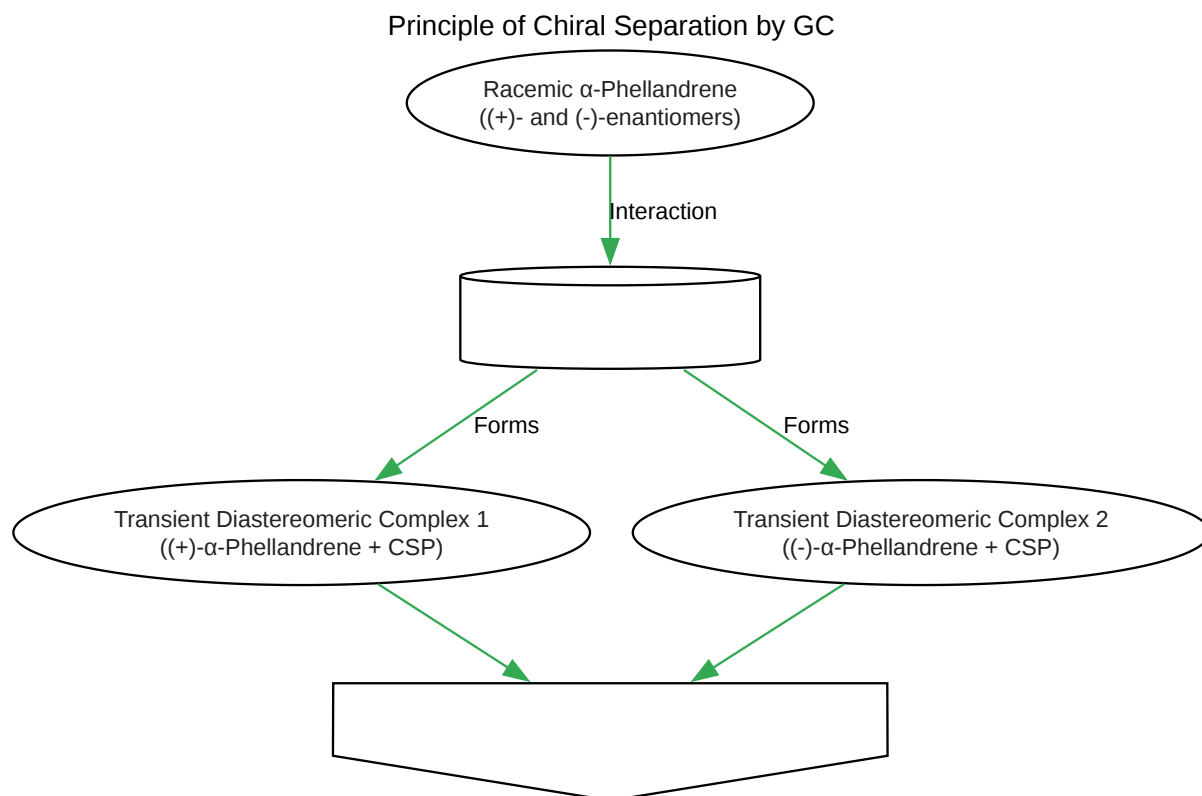 Principle of Chiral Separation by GC
Racemic α-Phellandrene
((+)- and (-)-enantiomers)
Interaction
Forms
Forms
Transient Diastereomeric Complex 1
((+)-α-Phellandrene + CSP)
Transient Diastereomeric Complex 2
((-)-α-Phellandrene + CSP)